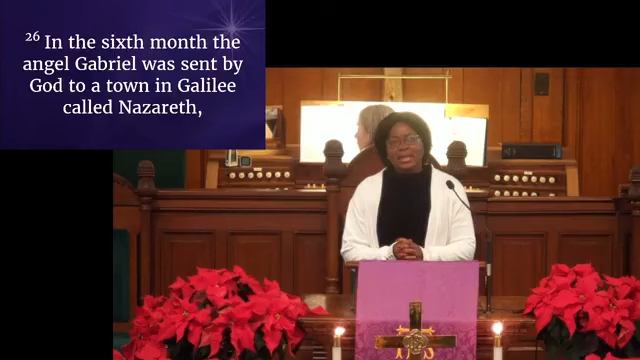 26 In the sixth month the
angel Gabriel was sent by
God to a town in Galilee
called Nazareth,